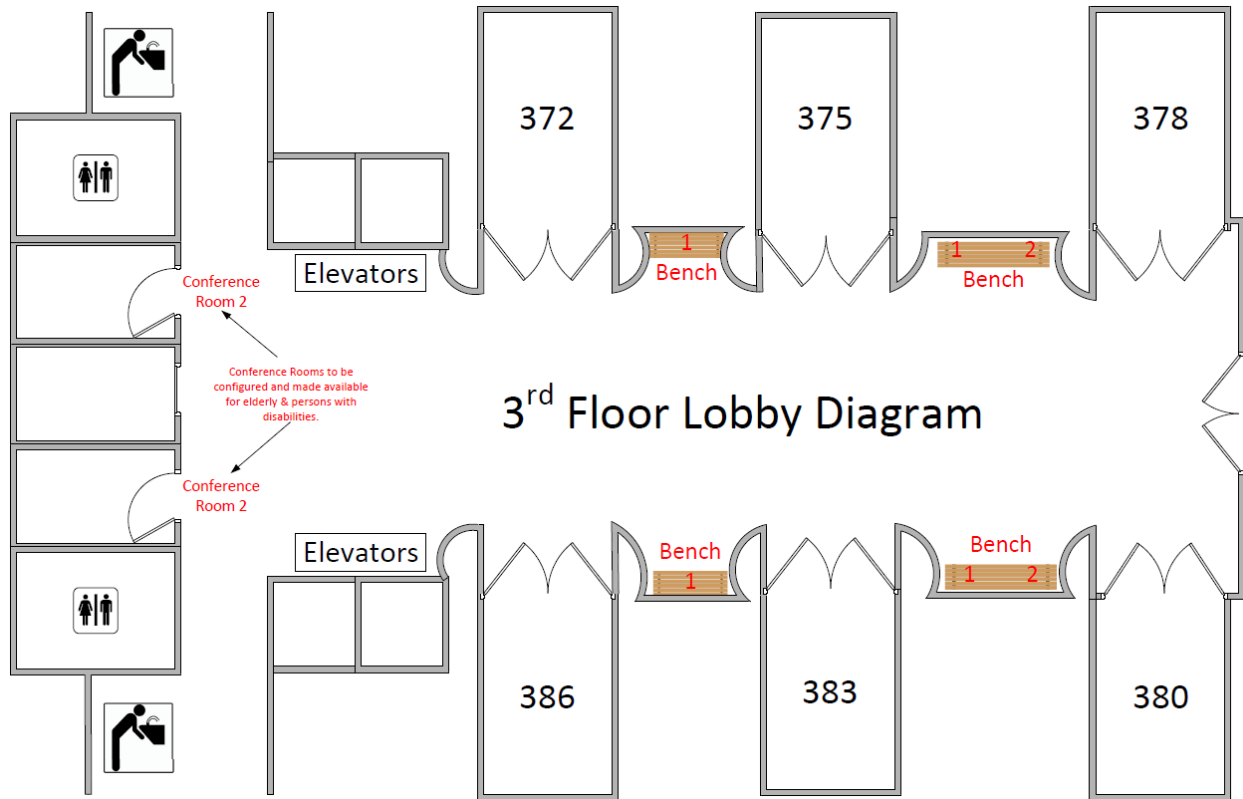 372
375
378
1
Bench
1 2
Bench
Elevators
Conference
Room 2
Conference Rooms to be
configured and made available
for elderly & persons with
disabilities.
3rd Floor Lobby Diagram
Conference
Room 2
Elevators
Bench
1
Bench
1 2
386
383
380